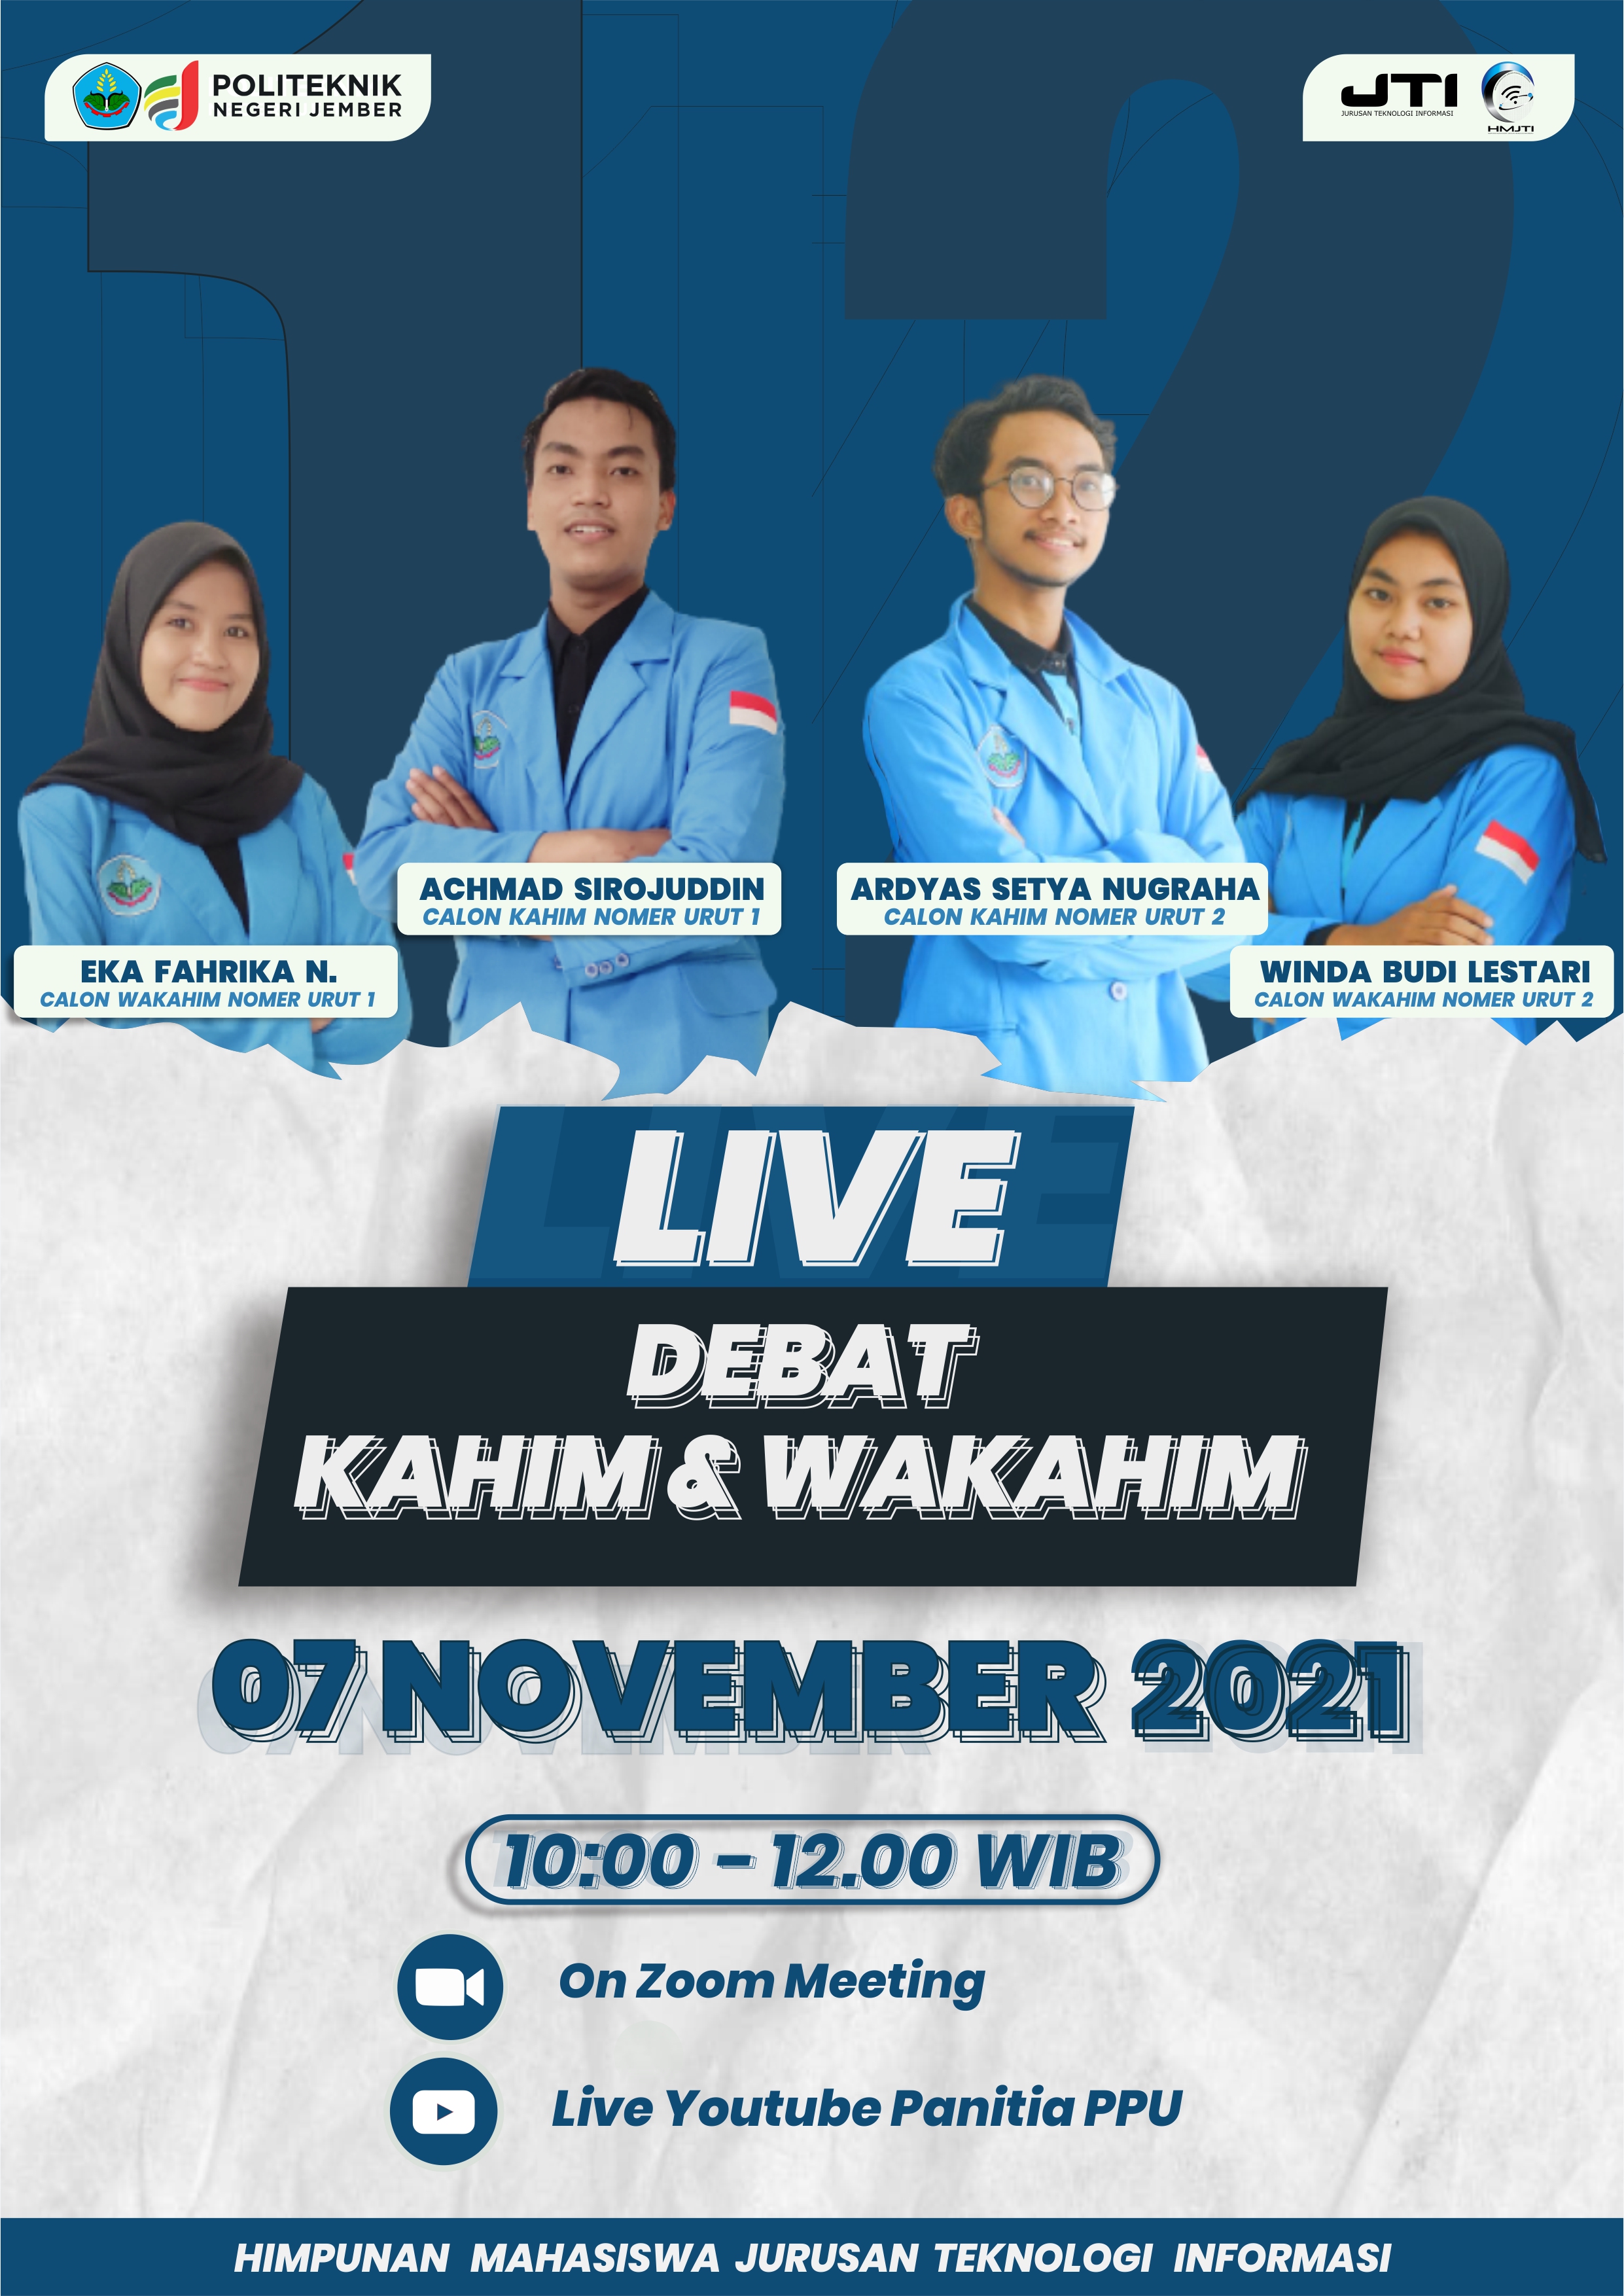 POLITEKNIK
NEGERI JEMBER
JTI
JURUSAN TEKNOLOGI INFORMASI
HMJTI
1 2
ACHMAD SIROJUDDIN
CALON KAHIM NOMER URUT 1
ARDYAS SETYA NUGRAHA
CALON KAHIM NOMER URUT 2
EKA FAHRIKA N.
CALON WAKAHIM NOMER URUT 1
WINDA BUDI LESTARI
CALON WAKAHIM NOMER URUT 2
LIVE
DEBAT
KAHIM & WAKAHIM
07 NOVEMBER 2021
10:00 - 12.00 WIB
On Zoom Meeting
Live Youtube Panitia PPU
HIMPUNAN MAHASISWA JURUSAN TEKNOLOGI INFORMASI